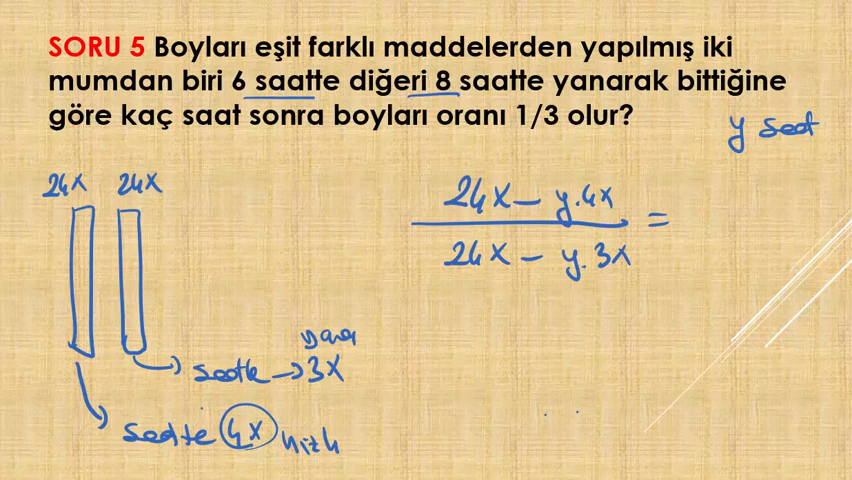 SORU 5 Boyları eşit farklı maddelerden yapılmış iki
mumdan biri 6 saatte diğeri 8 saatte yanarak bittiğine
göre kaç saat sonra boyları oranı 1/3 olur?
y saat
24x 24x
24x - y.4x
=
24x - y.3x
saatte → 3x
saatte 4x hızlı